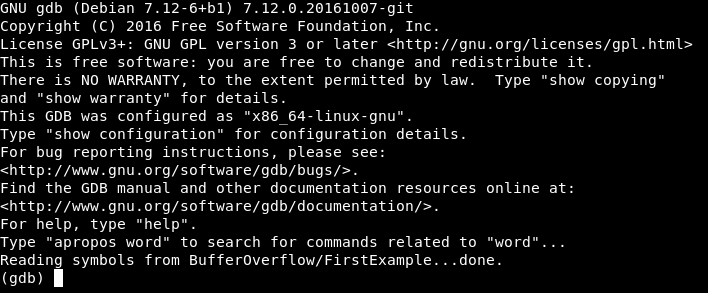 GNU gdb (Debian 7.12-6+b1) 7.12.0.20161007-git
Copyright (C) 2016 Free Software Foundation, Inc.
License GPLv3+: GNU GPL version 3 or later <http://gnu.org/licenses/gpl.html>
This is free software: you are free to change and redistribute it.
There is NO WARRANTY, to the extent permitted by law.  Type "show copying"
and "show warranty" for details.
This GDB was configured as "x86_64-linux-gnu".
Type "show configuration" for configuration details.
For bug reporting instructions, please see:
<http://www.gnu.org/software/gdb/bugs/>.
Find the GDB manual and other documentation resources online at:
<http://www.gnu.org/software/gdb/documentation/>.
For help, type "help".
Type "apropos word" to search for commands related to "word"...
Reading symbols from BufferOverflow/FirstExample...done.
(gdb)